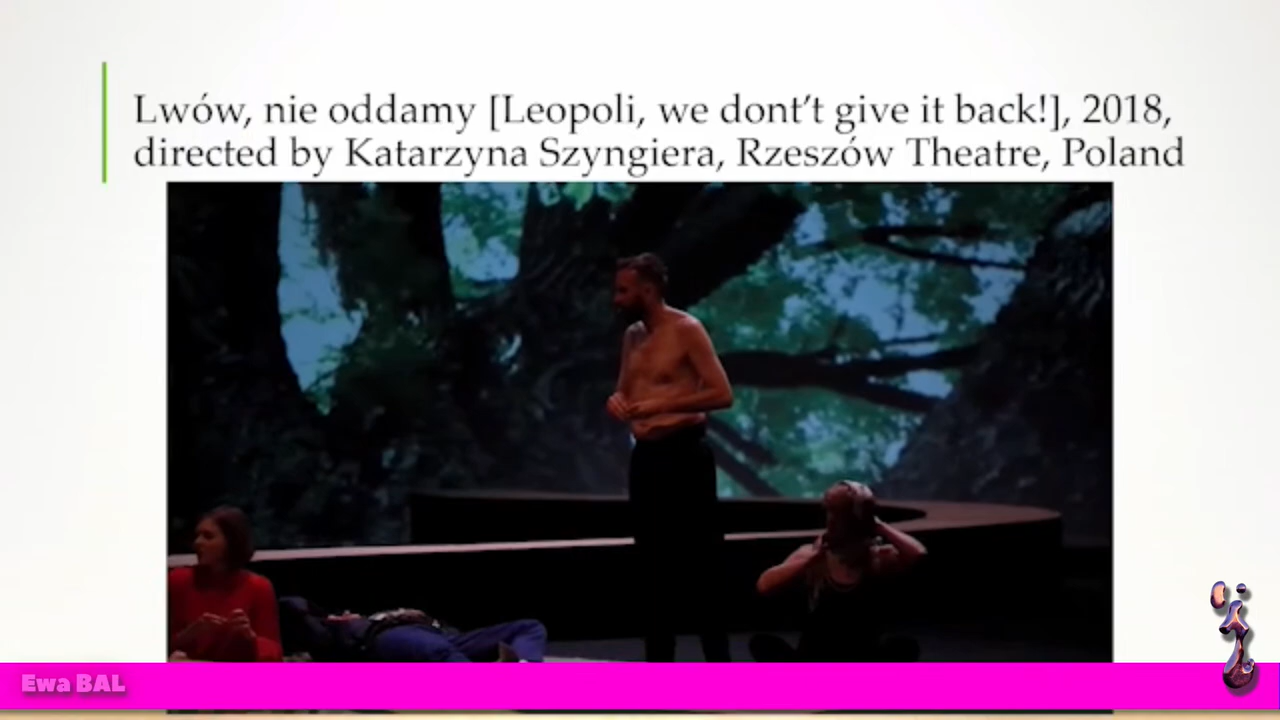 Lwów, nie oddamy [Leopoli, we dont’t give it back!], 2018,
directed by Katarzyna Szyngiera, Rzeszów Theatre, Poland
Ewa BAL